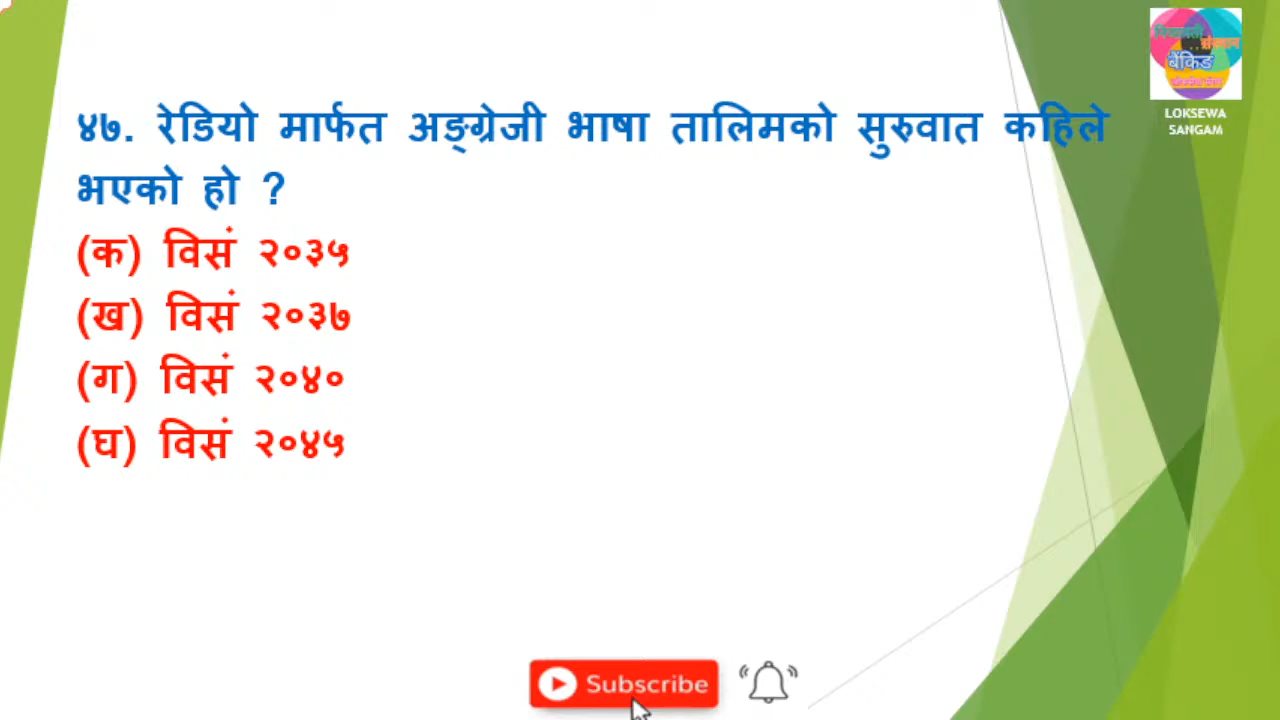 ४७. रेडियो मार्फत अङ्ग्रेजी भाषा तालिमको सुरुवात कहिले
भएको हो ?
(क) विसं २०३५
(ख) विसं २०३७
(ग) विसं २०४०
(घ) विसं २०४५
बैंकिङ
LOKSEWA
SANGAM
Subscribe